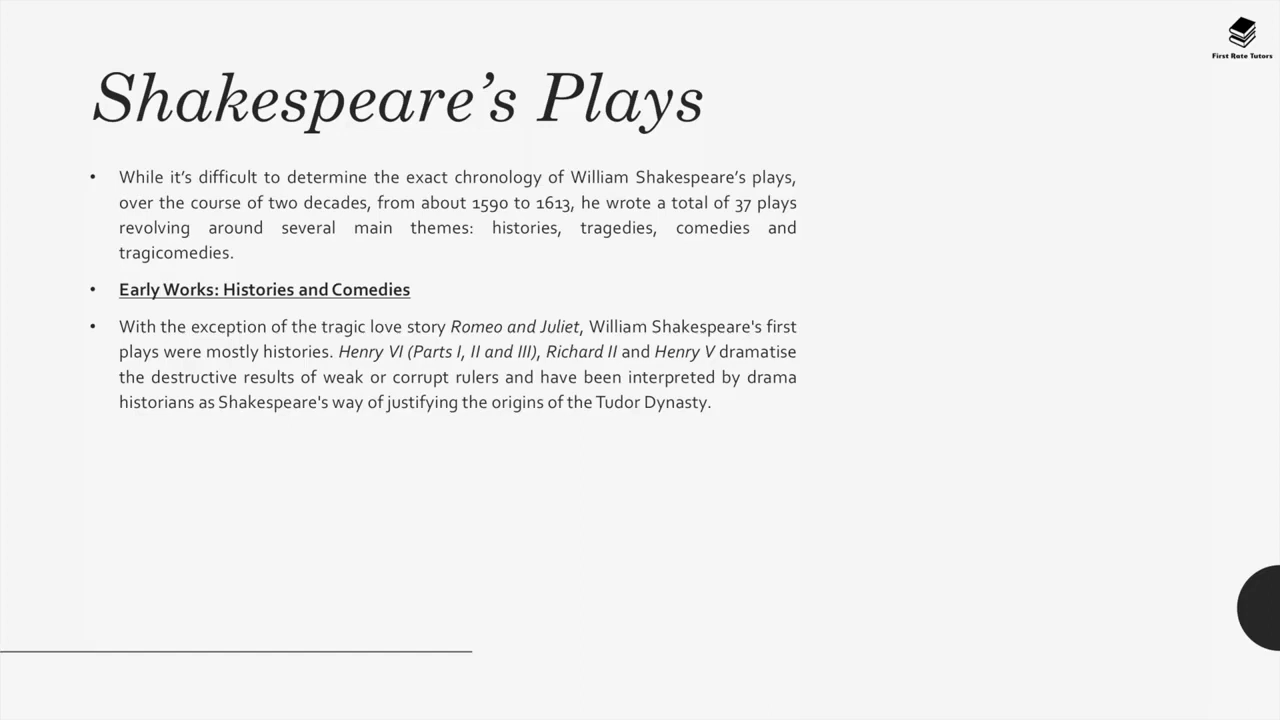 First Rate Tutors
Shakespeare’s Plays
• While it’s difficult to determine the exact chronology of William Shakespeare’s plays,
over the course of two decades, from about 1590 to 1613, he wrote a total of 37 plays
revolving around several main themes: histories, tragedies, comedies and
tragicomedies.
• Early Works: Histories and Comedies
• With the exception of the tragic love story Romeo and Juliet, William Shakespeare's first
plays were mostly histories. Henry VI (Parts I, II and III), Richard II and Henry V dramatise
the destructive results of weak or corrupt rulers and have been interpreted by drama
historians as Shakespeare's way of justifying the origins of the Tudor Dynasty.